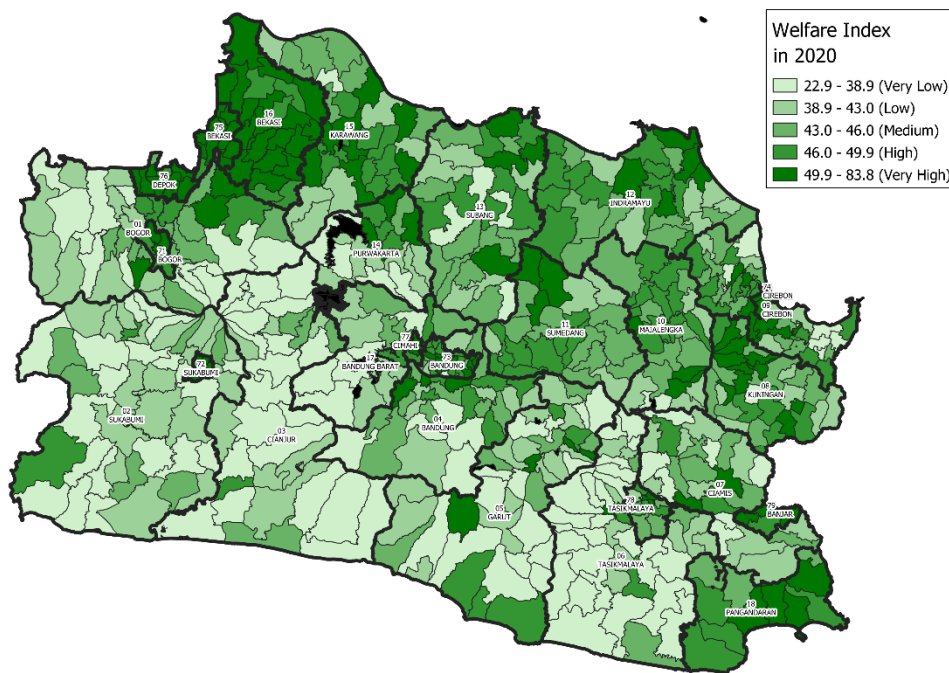 Welfare Index
in 2020
22.9 - 38.9 (Very Low)
38.9 - 43.0 (Low)
43.0 - 46.0 (Medium)
46.0 - 49.9 (High)
49.9 - 83.8 (Very High)
16
BEKASI
75
BEKASI
15
KARAWANG
76
DEPOK
12
INDRAMAYU
13
SUBANG
01
BOGOR
71
BOGOR
14
PURWAKARTA
74
CIREBON
09
CIREBON
10
MAJALENGKA
11
SUMEDANG
77
CIMAHI
17
BANDUNG BARAT
73
BANDUNG
72
SUKABUMI
08
KUNINGAN
02
SUKABUMI
03
CIANJUR
04
BANDUNG
07
CIAMIS
78
TASIKMALAYA
79
BANJAR
05
GARUT
06
TASIKMALAYA
18
PANGANDARAN